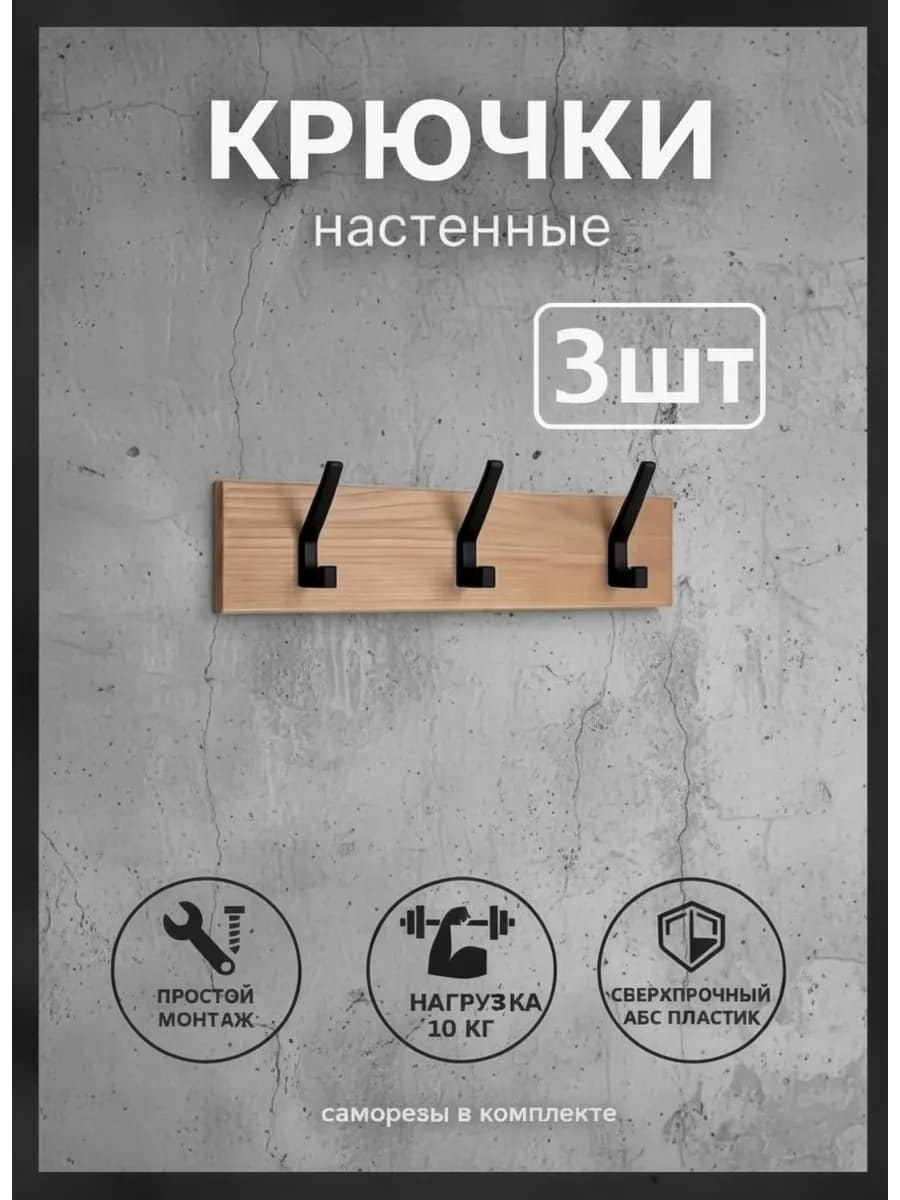 КРЮЧКИ
настенные
3шт
ПРОСТОЙ
МОНТАЖ
НАГРУЗКА
10 КГ
СВЕРХПРОЧНЫЙ
АБС ПЛАСТИК
саморезы в комплекте